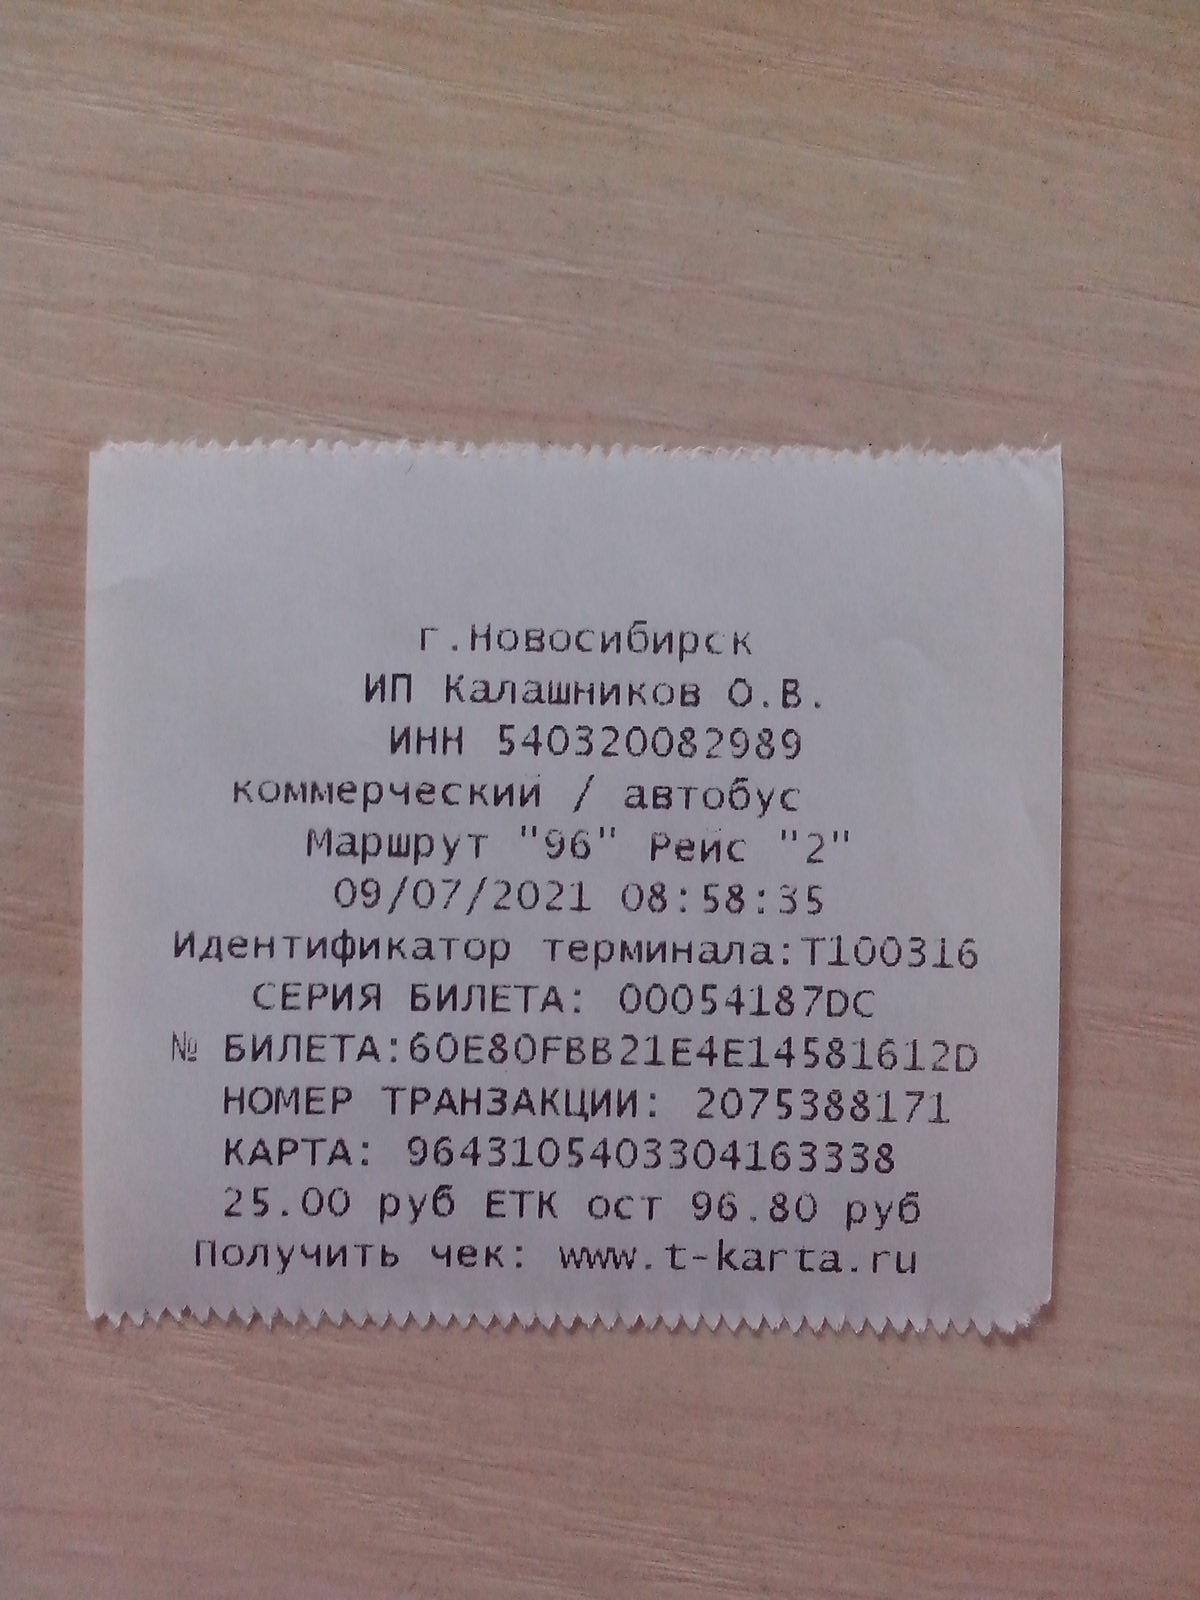 г.Новосибирск
ИП Калашников О.В.
ИНН 540320082989
коммерческий / автобус
Маршрут "96" Рейс "2"
09/07/2021 08:58:35
Идентификатор терминала:T100316
СЕРИЯ БИЛЕТА: 00054187DC
№ БИЛЕТА:60E80FBB21E4E14581612D
НОМЕР ТРАНЗАКЦИИ: 2075388171
КАРТА: 9643105403304163338
25.00 руб ЕТК ост 96.80 руб
Получить чек: www.t-karta.ru